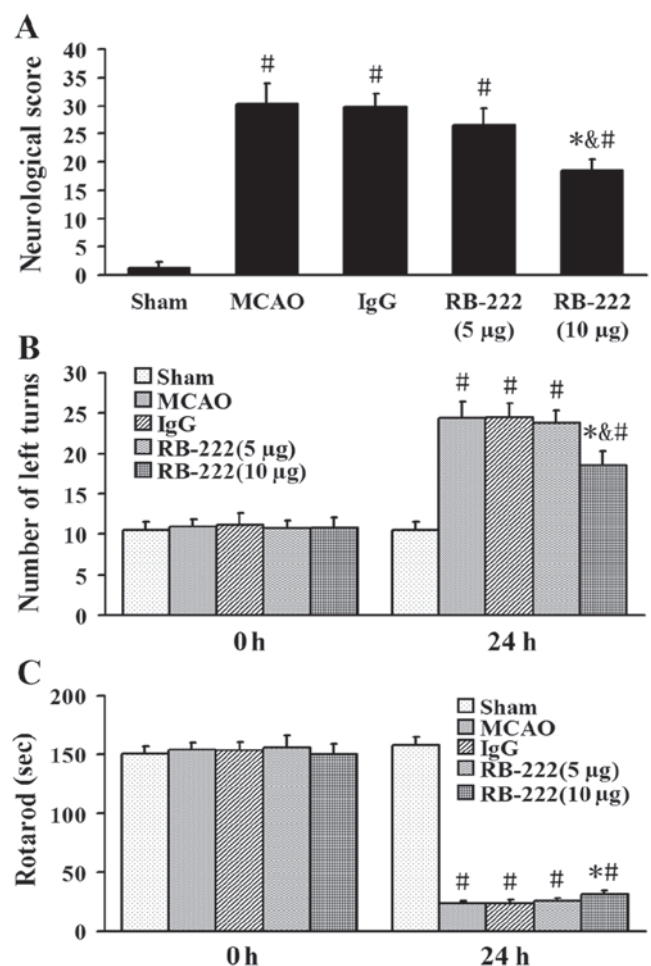 A
Neurological score
40
35
30
25
20
15
10
5
0
#
#
#
*&#
Sham
MCAO
IgG
RB-222
(5 µg)
RB-222
(10 µg)
B
Number of left turns
30
25
20
15
10
5
0
Sham
MCAO
IgG
RB-222(5 µg)
RB-222(10 µg)
#
#
#
*&#
0 h
24 h
C
Rotarod (sec)
200
150
100
50
0
Sham
MCAO
IgG
RB-222(5 µg)
RB-222(10 µg)
#
#
#
*#
0 h
24 h